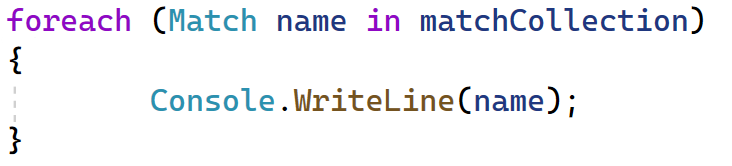 foreach (Match name in matchCollection)
{
        Console.WriteLine(name);
}